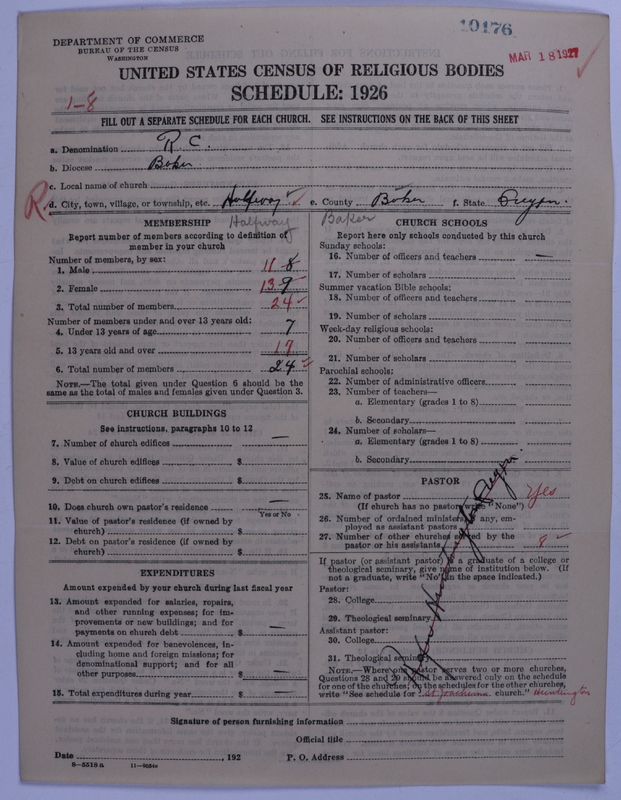 10176
MAR 18 1927
DEPARTMENT OF COMMERCE
BUREAU OF THE CENSUS
WASHINGTON
UNITED STATES CENSUS OF RELIGIOUS BODIES
SCHEDULE: 1926
1-8
FILL OUT A SEPARATE SCHEDULE FOR EACH CHURCH. SEE INSTRUCTIONS ON THE BACK OF THIS SHEET
a. Denomination R C.
b. Diocese Baker
c. Local name of church
R d. City, town, village, or township, etc. Halfway e. County Baker f. State Oregon.
Halfway Baker
MEMBERSHIP
Report number of members according to definition of
member in your church
Number of members, by sex:
1. Male 11 8
2. Female 13 9
3. Total number of members 24
Number of members under and over 13 years old:
4. Under 13 years of age 7
5. 13 years old and over 17
6. Total number of members 24
NOTE.—The total given under Question 6 should be
same as the total of males and females given under Question 3.
CHURCH BUILDINGS
See instructions, paragraphs 10 to 12
7. Number of church edifices —
8. Value of church edifices $
9. Debt on church edifices $
10. Does church own pastor's residence —
Yes or No
11. Value of pastor's residence (if owned by
church) $
12. Debt on pastor's residence (if owned by
church) $
EXPENDITURES
Amount expended by your church during last fiscal year
13. Amount expended for salaries, repairs,
and other running expenses; for im-
provements or new buildings; and for
payments on church debt $ —
14. Amount expended for benevolences, in-
cluding home and foreign missions; for
denominational support; and for all
other purposes $ —
15. Total expenditures during year $ —
CHURCH SCHOOLS
Report here only schools conducted by this church
Sunday schools:
16. Number of officers and teachers —
17. Number of scholars
Summer vacation Bible schools:
18. Number of officers and teachers
19. Number of scholars
Week-day religious schools:
20. Number of officers and teachers
21. Number of scholars
Parochial schools:
22. Number of administrative officers
23. Number of teachers—
a. Elementary (grades 1 to 8)
b. Secondary
24. Number of scholars—
a. Elementary (grades 1 to 8)
b. Secondary
PASTOR
25. Name of pastor Yes
(If church has no pastor, write "None")
26. Number of ordained ministers, if any, em-
ployed as assistant pastors
27. Number of other churches served by the
pastor or his assistants 8
If pastor (or assistant pastor) is a graduate of a college or
theological seminary, give name of institution below. (If
not a graduate, write "No" in the space indicated.)
Pastor:
28. College
29. Theological seminary
Assistant pastor:
30. College
31. Theological seminary
Huntington Oregon.
NOTE.—Where one pastor serves two or more churches,
Questions 28 and 29 should be answered only on the schedule
for one of the churches; on the schedules for the other churches,
write "See schedule for St. Joachims church." Huntington
Signature of person furnishing information
Official title
Date , 192 P. O. Address
8-5518a 11-9554